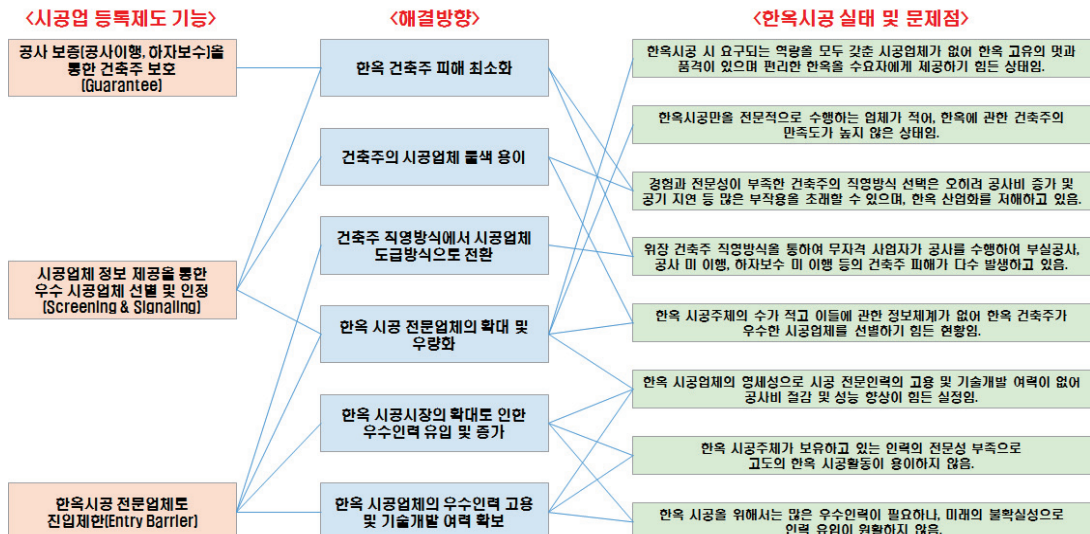 <시공업 등록제도 기능>
공사 보증(공사이행, 하자보수)을
통한 건축주 보호
(Guarantee)
시공업체 정보 제공을 통한
우수 시공업체 선별 및 인정
(Screening & Signaling)
한옥시공 전문업체로
진입제한(Entry Barrier)
<해결방향>
한옥 건축주 피해 최소화
건축주의 시공업체 물색 용이
건축주 직영방식에서 시공업체
도급방식으로 전환
한옥 시공 전문업체의 확대 및
우량화
한옥 시공시장의 확대로 인한
우수인력 유입 및 증가
한옥 시공업체의 우수인력 고용
및 기술개발 여력 확보
<한옥시공 실태 및 문제점>
한옥시공 시 요구되는 역량을 모두 갖춘 시공업체가 없어 한옥 고유의 멋과
품격이 있으며 편리한 한옥을 수요자에게 제공하기 힘든 상태임.
한옥시공만을 전문적으로 수행하는 업체가 적어, 한옥에 관한 건축주의
만족도가 높지 않은 상태임.
경험과 전문성이 부족한 건축주의 직영방식 선택은 오히려 공사비 증가 및
공기 지연 등 많은 부작용을 초래할 수 있으며, 한옥 산업화를 저해하고 있음.
위장 건축주 직영방식을 통하여 무자격 사업자가 공사를 수행하여 부실공사,
공사 미 이행, 하자보수 미 이행 등의 건축주 피해가 다수 발생하고 있음.
한옥 시공주체의 수가 적고 이들에 관한 정보체계가 없어 한옥 건축주가
우수한 시공업체를 선별하기 힘든 현황임.
한옥 시공업체의 영세성으로 시공 전문인력의 고용 및 기술개발 여력이 없어
공사비 절감 및 성능 향상이 힘든 실정임.
한옥 시공주체가 보유하고 있는 인력의 전문성 부족으로
고도의 한옥 시공활동이 용이하지 않음.
한옥 시공을 위해서는 많은 우수인력이 필요하나, 미래의 불확실성으로
인력 유입이 원활하지 않음.